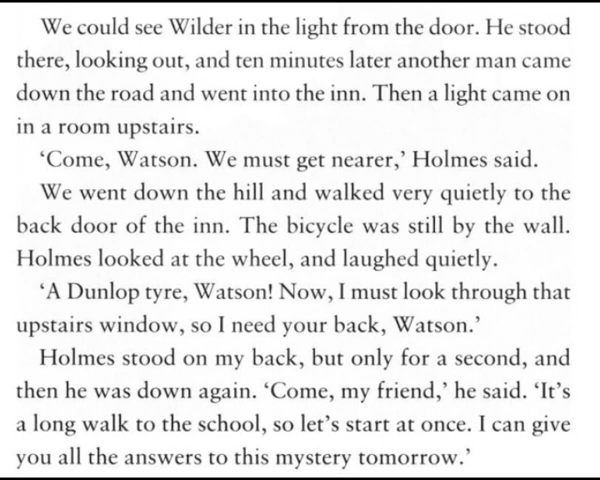 We could see Wilder in the light from the door. He stood
there, looking out, and ten minutes later another man came
down the road and went into the inn. Then a light came on
in a room upstairs.
‘Come, Watson. We must get nearer,’ Holmes said.
We went down the hill and walked very quietly to the
back door of the inn. The bicycle was still by the wall.
Holmes looked at the wheel, and laughed quietly.
‘A Dunlop tyre, Watson! Now, I must look through that
upstairs window, so I need your back, Watson.’
Holmes stood on my back, but only for a second, and
then he was down again. ‘Come, my friend,’ he said. ‘It’s
a long walk to the school, so let’s start at once. I can give
you all the answers to this mystery tomorrow.’